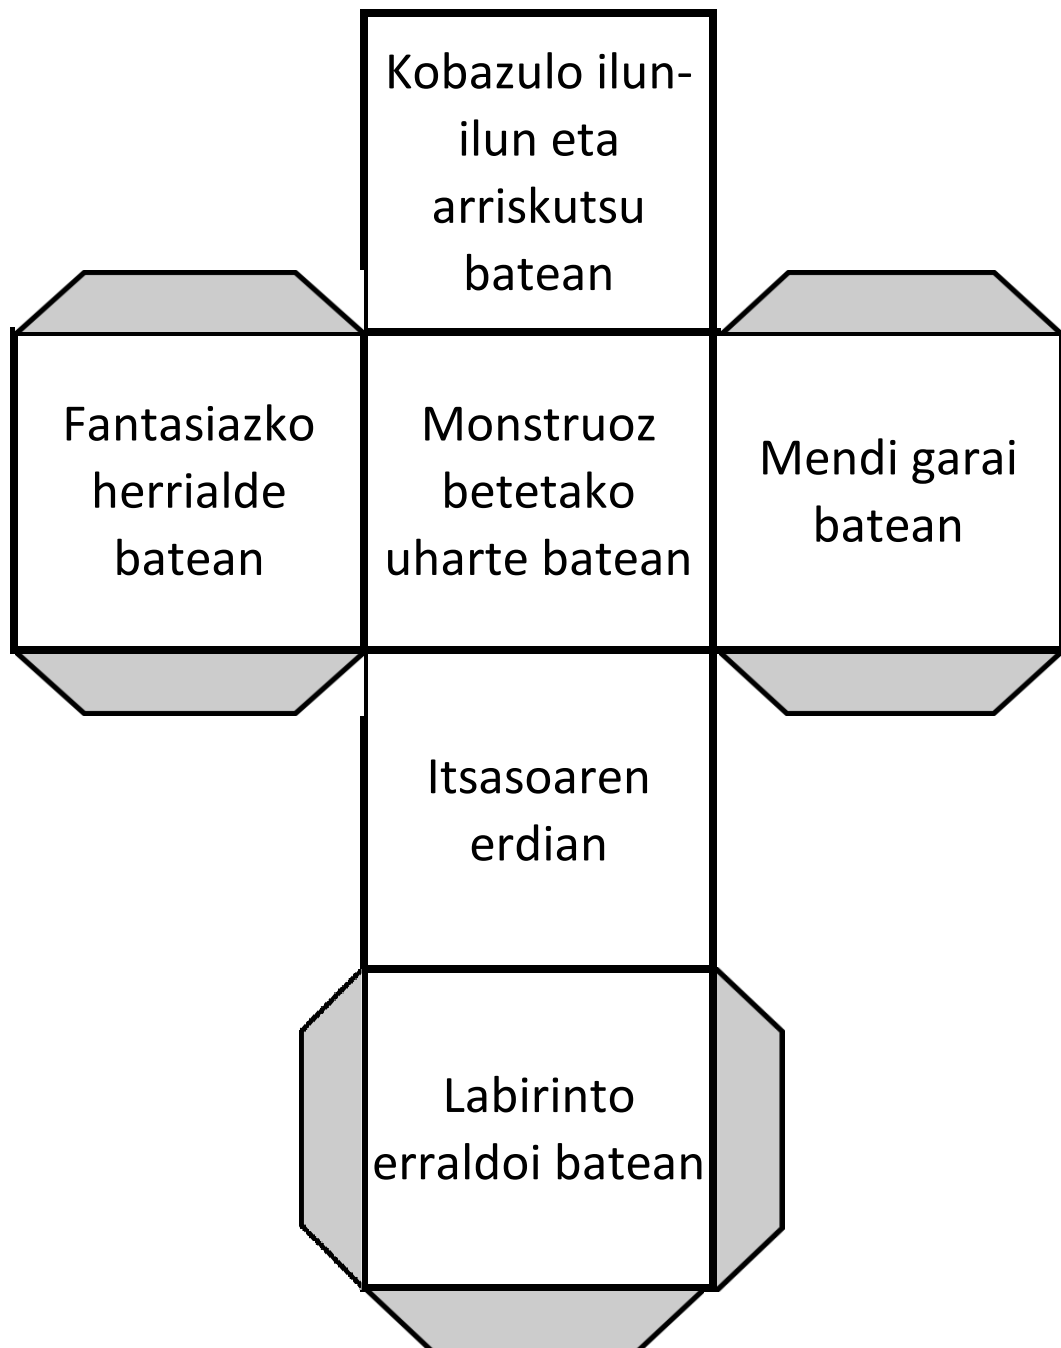 Kobazulo ilun-
ilun eta
arriskutsu
batean
Fantasiazko
herrialde
batean
Monstruoz
betetako
uharte batean
Mendi garai
batean
Itsasoaren
erdian
Labirinto
erraldoi batean